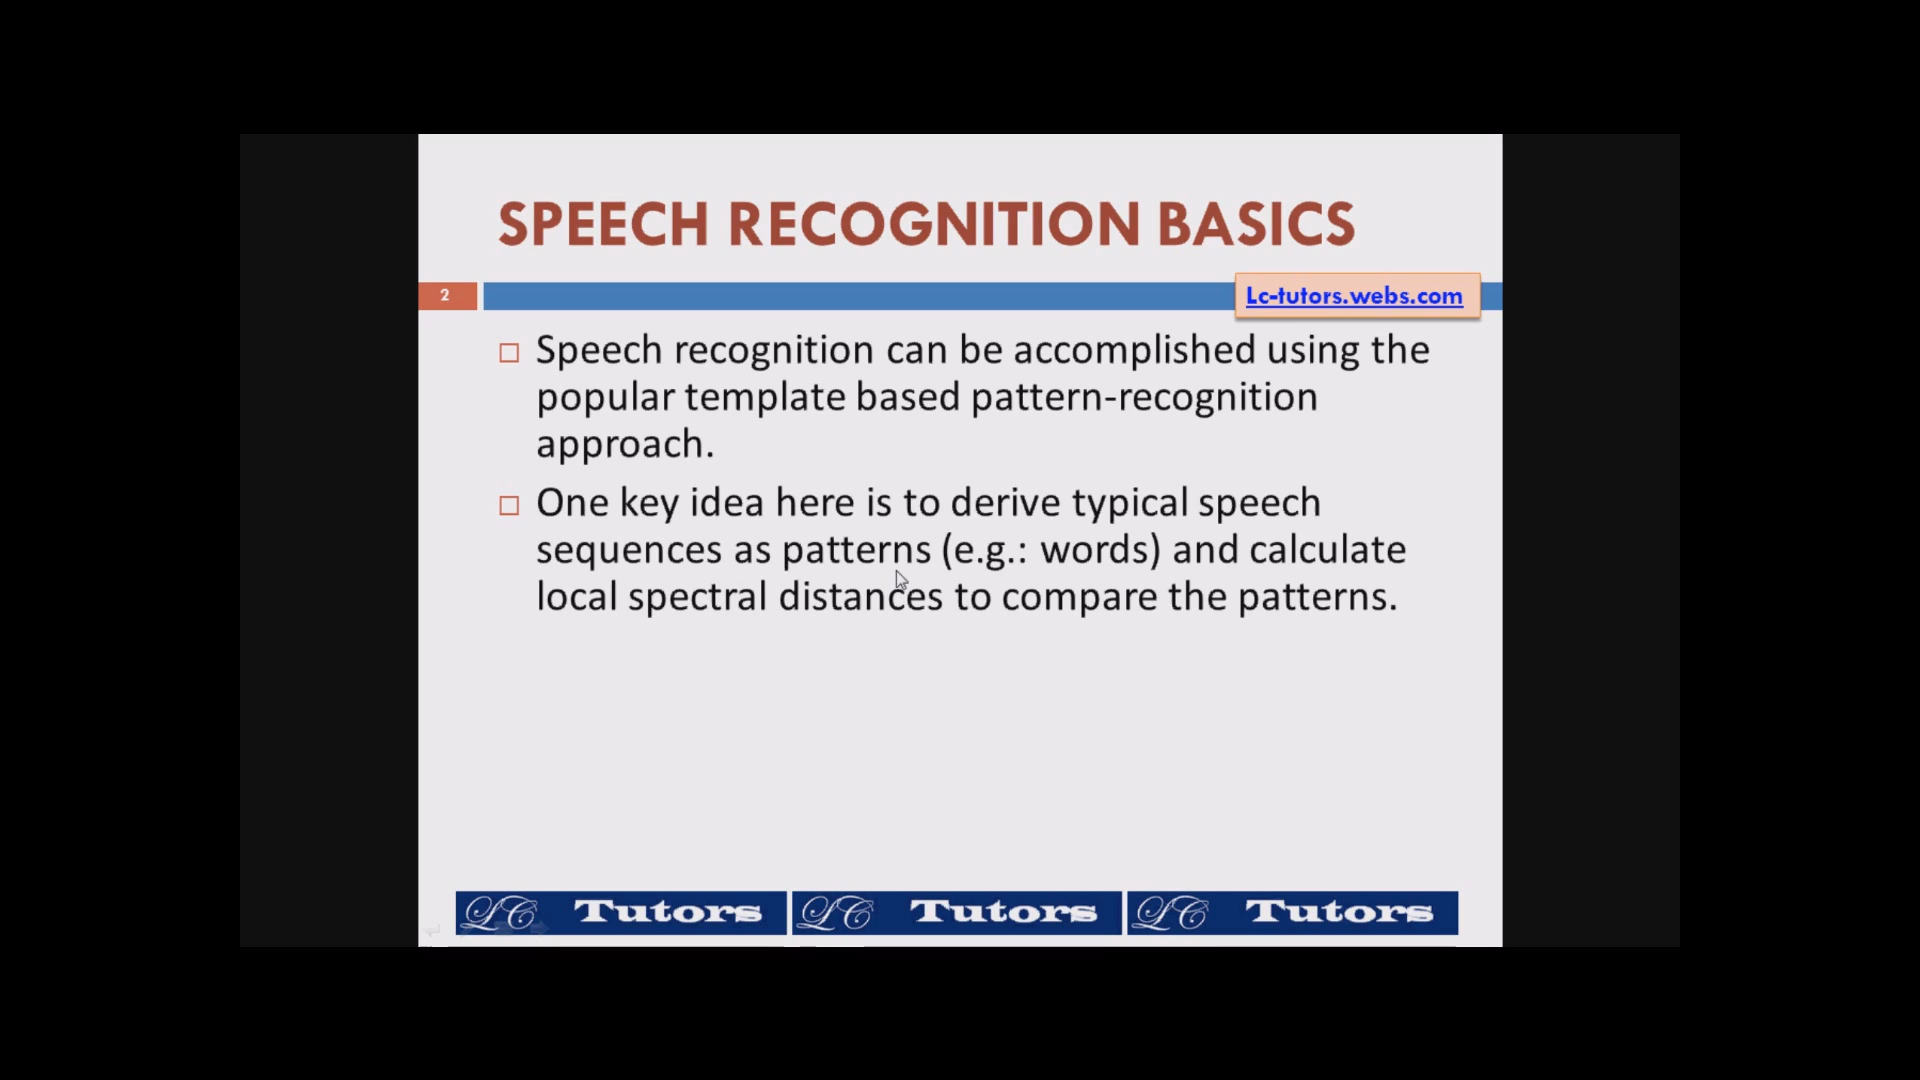 SPEECH RECOGNITION BASICS
2
Lc-tutors.webs.com
Speech recognition can be accomplished using the
popular template based pattern-recognition
approach.
One key idea here is to derive typical speech
sequences as patterns (e.g.: words) and calculate
local spectral distances to compare the patterns.
LC Tutors LC Tutors LC Tutors